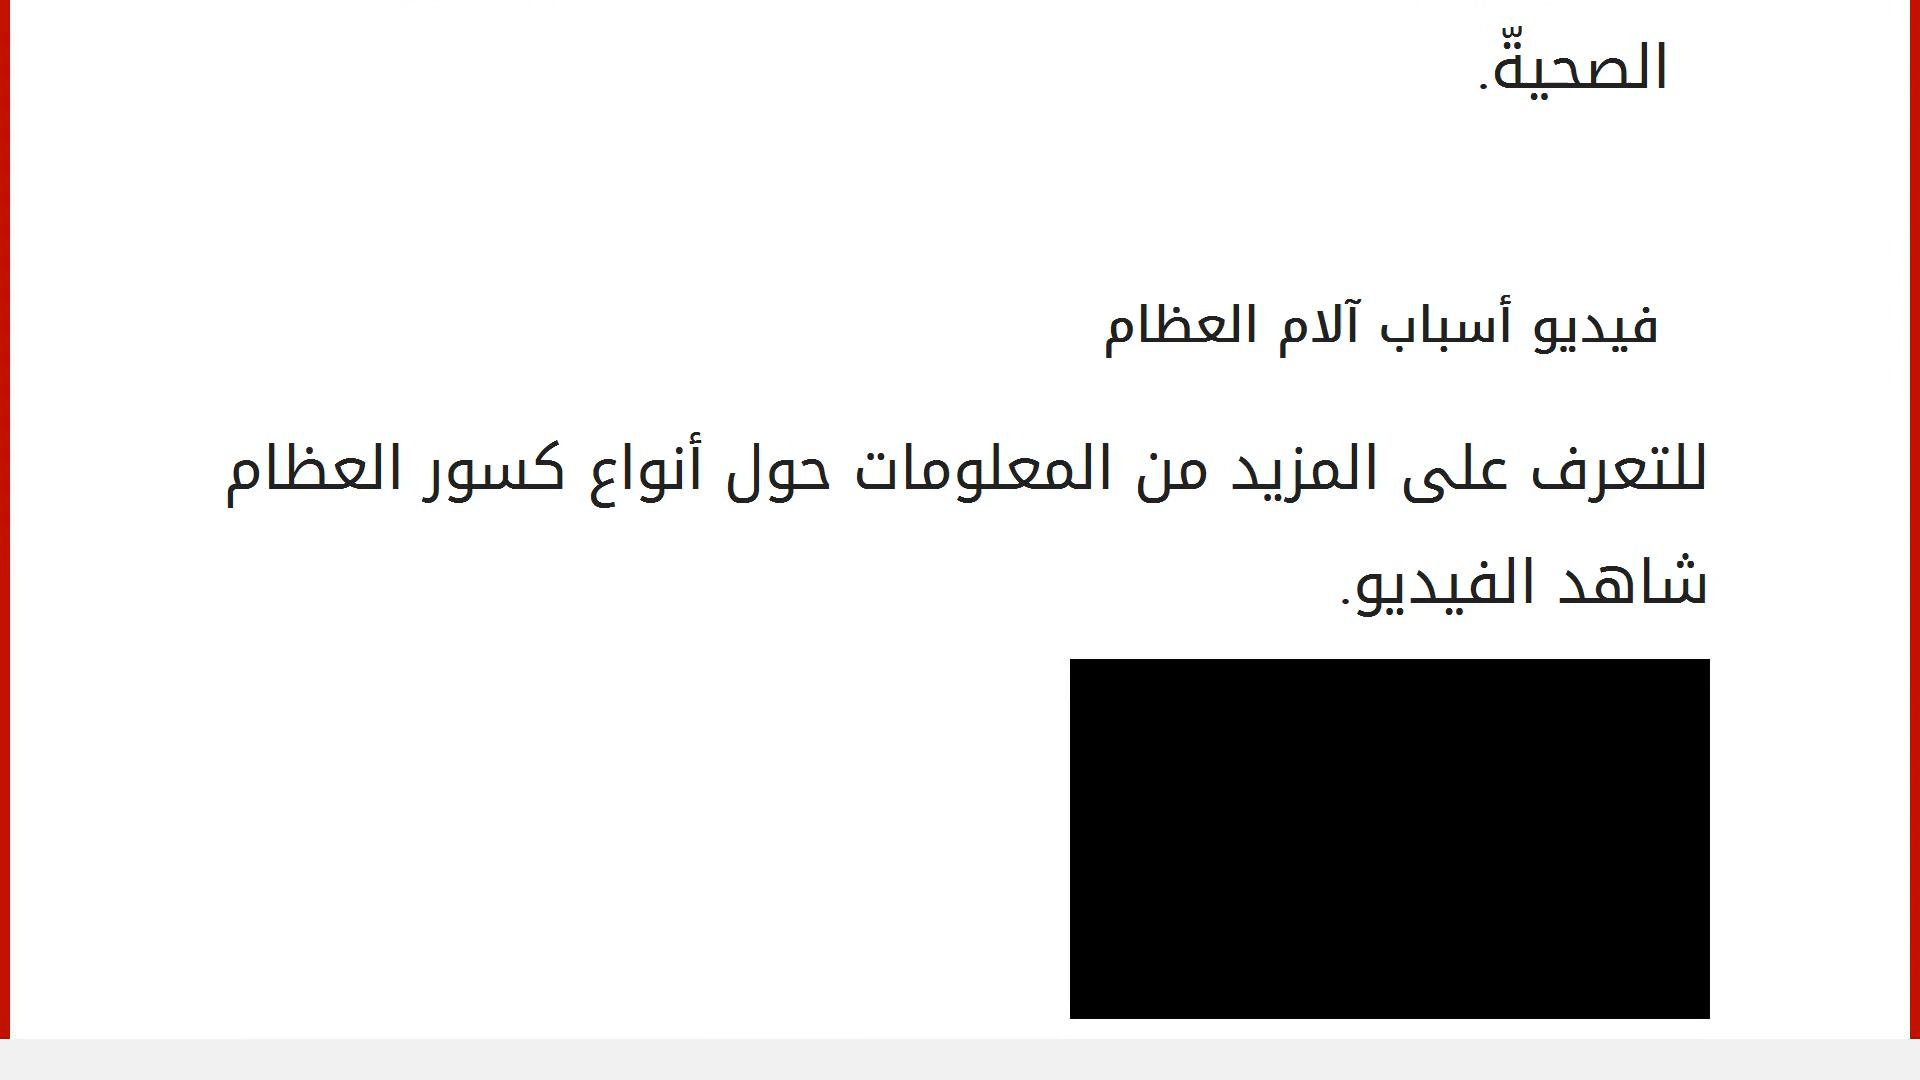 الصحيةّ.
فيديو أسباب آلام العظام
للتعرف على المزيد من المعلومات حول أنواع كسور العظام
شاهد الفيديو.